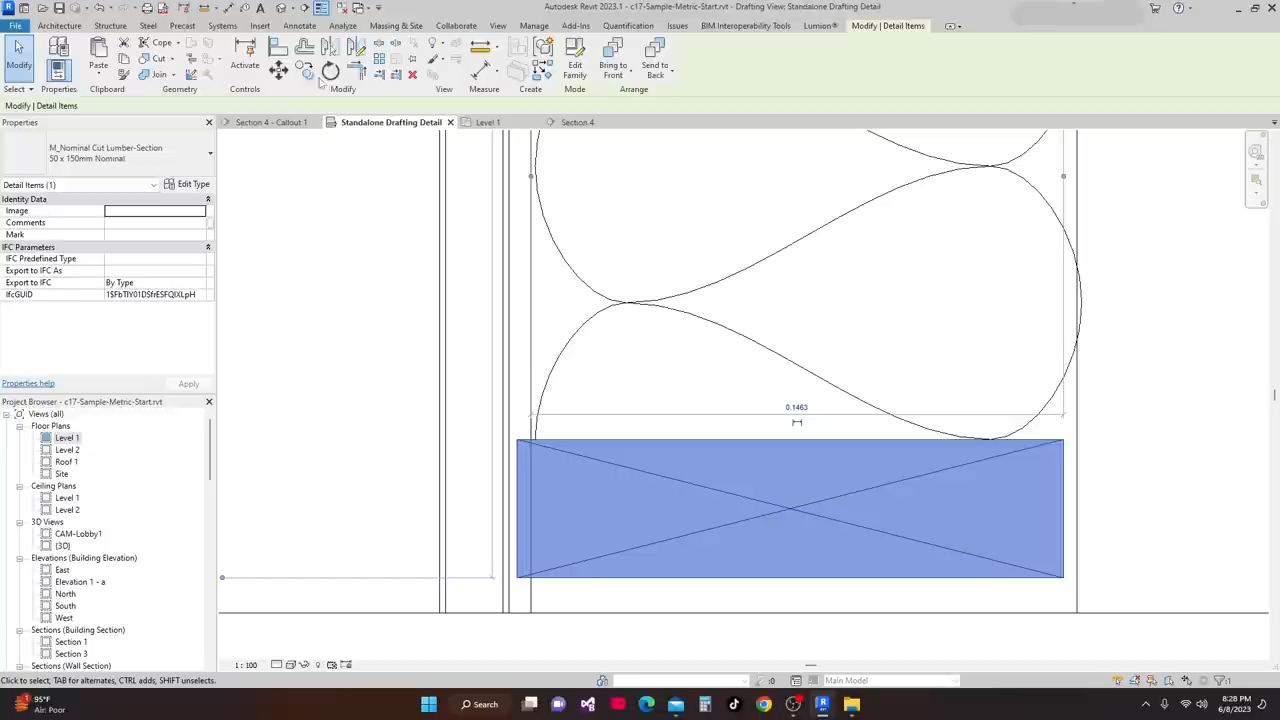 Autodesk Revit 2023.1 - c17-Sample-Metric-Start.rvt - Drafting View: Standalone Drafting Detail
File Architecture Structure Steel Precast Systems Insert Annotate Analyze Massing & Site Collaborate View Manage Add-Ins Quantification Issues BIM Interoperability Tools Lumion® Modify | Detail Items
Modify Paste Cope Cut Join Activate Edit Family Bring to Front Send to Back
Select Properties Clipboard Geometry Controls Modify View Measure Create Mode Arrange
Modify | Detail Items
Properties
M_Nominal Cut Lumber-Section
50 x 150mm Nominal
Detail Items (1) Edit Type
Identity Data
Image
Comments
Mark
IFC Parameters
IFC Predefined Type
Export to IFC As
Export to IFC By Type
IfcGUID
Properties help Apply
Project Browser - c17-Sample-Metric-Start.rvt
Views (all)
Floor Plans
Level 1
Level 2
Roof 1
Site
Ceiling Plans
Level 1
Level 2
3D Views
CAM-Lobby1
{3D}
Elevations (Building Elevation)
East
Elevation 1 - a
North
South
West
Sections (Building Section)
Section 1
Section 3
Sections (Wall Section)
Section 4 - Callout 1 Standalone Drafting Detail Level 1 Section 4
0.1463
1 : 100
Click to select, TAB for alternates, CTRL adds, SHIFT unselects.
:0 Main Model :1
95°F
Air: Poor
Search
8:28 PM
6/8/2023